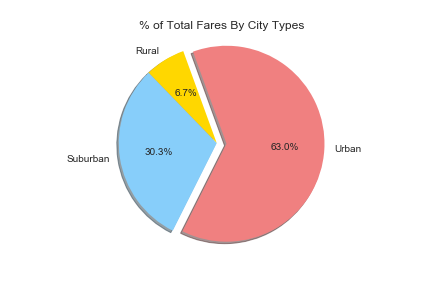 % of Total Fares By City Types
Rural
6.7%
Suburban
30.3%
63.0%
Urban